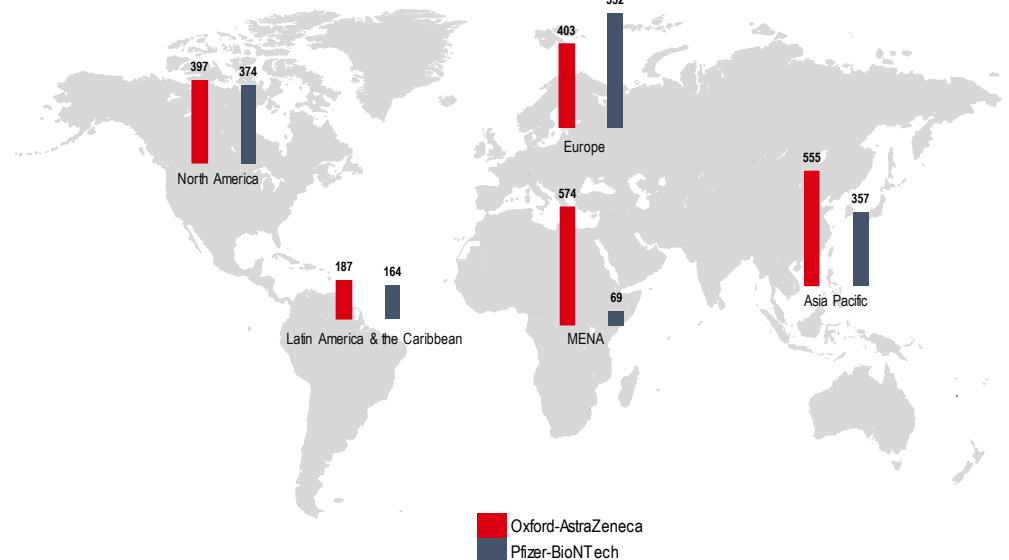 552
403
397
374
Europe
North America
555
574
357
187
164
69
Asia Pacific
Latin America & the Caribbean
MENA
Oxford-AstraZeneca
Pfizer-BioNTech